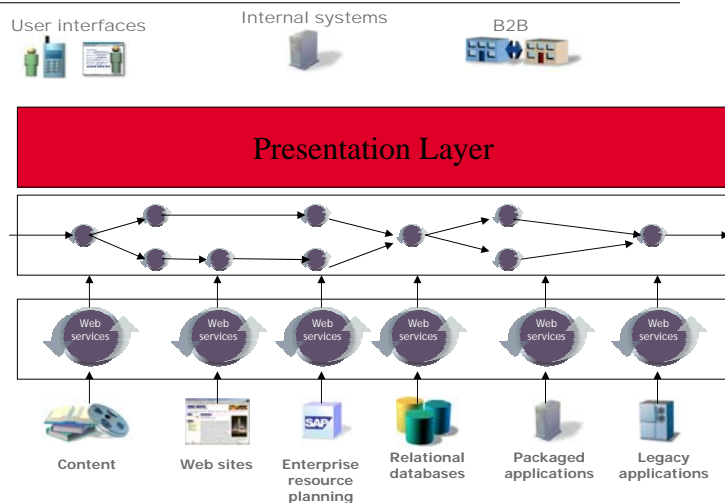 User interfaces
Internal systems
B2B
Presentation Layer
Web
services
Web
services
Web
services
Web
services
Web
services
Web
services
SAP
Content
Web sites
Enterprise
resource
planning
Relational
databases
Packaged
applications
Legacy
applications